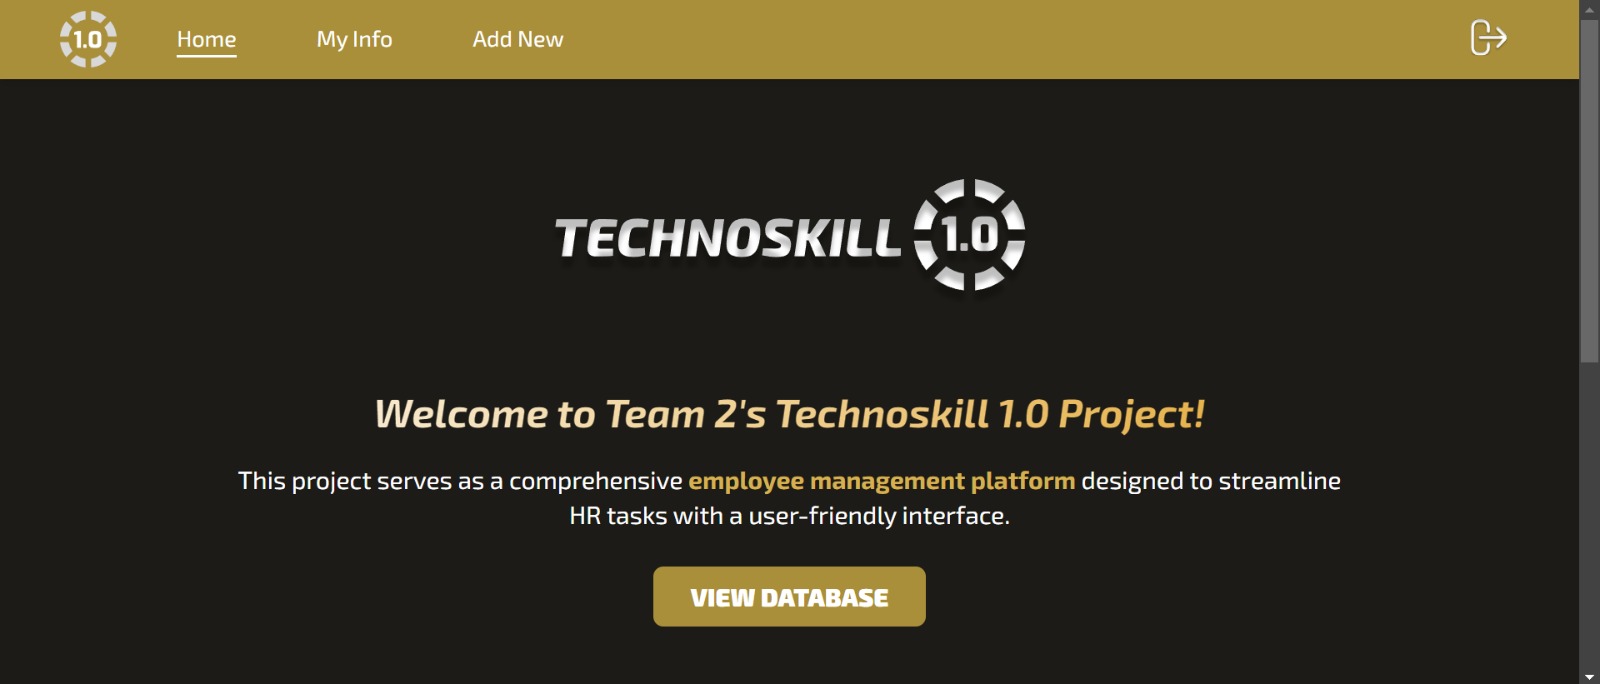 1.0
Home
My Info
Add New
TECHNOSKILL 1.0
Welcome to Team 2's Technoskill 1.0 Project!
This project serves as a comprehensive employee management platform designed to streamline
HR tasks with a user-friendly interface.
VIEW DATABASE